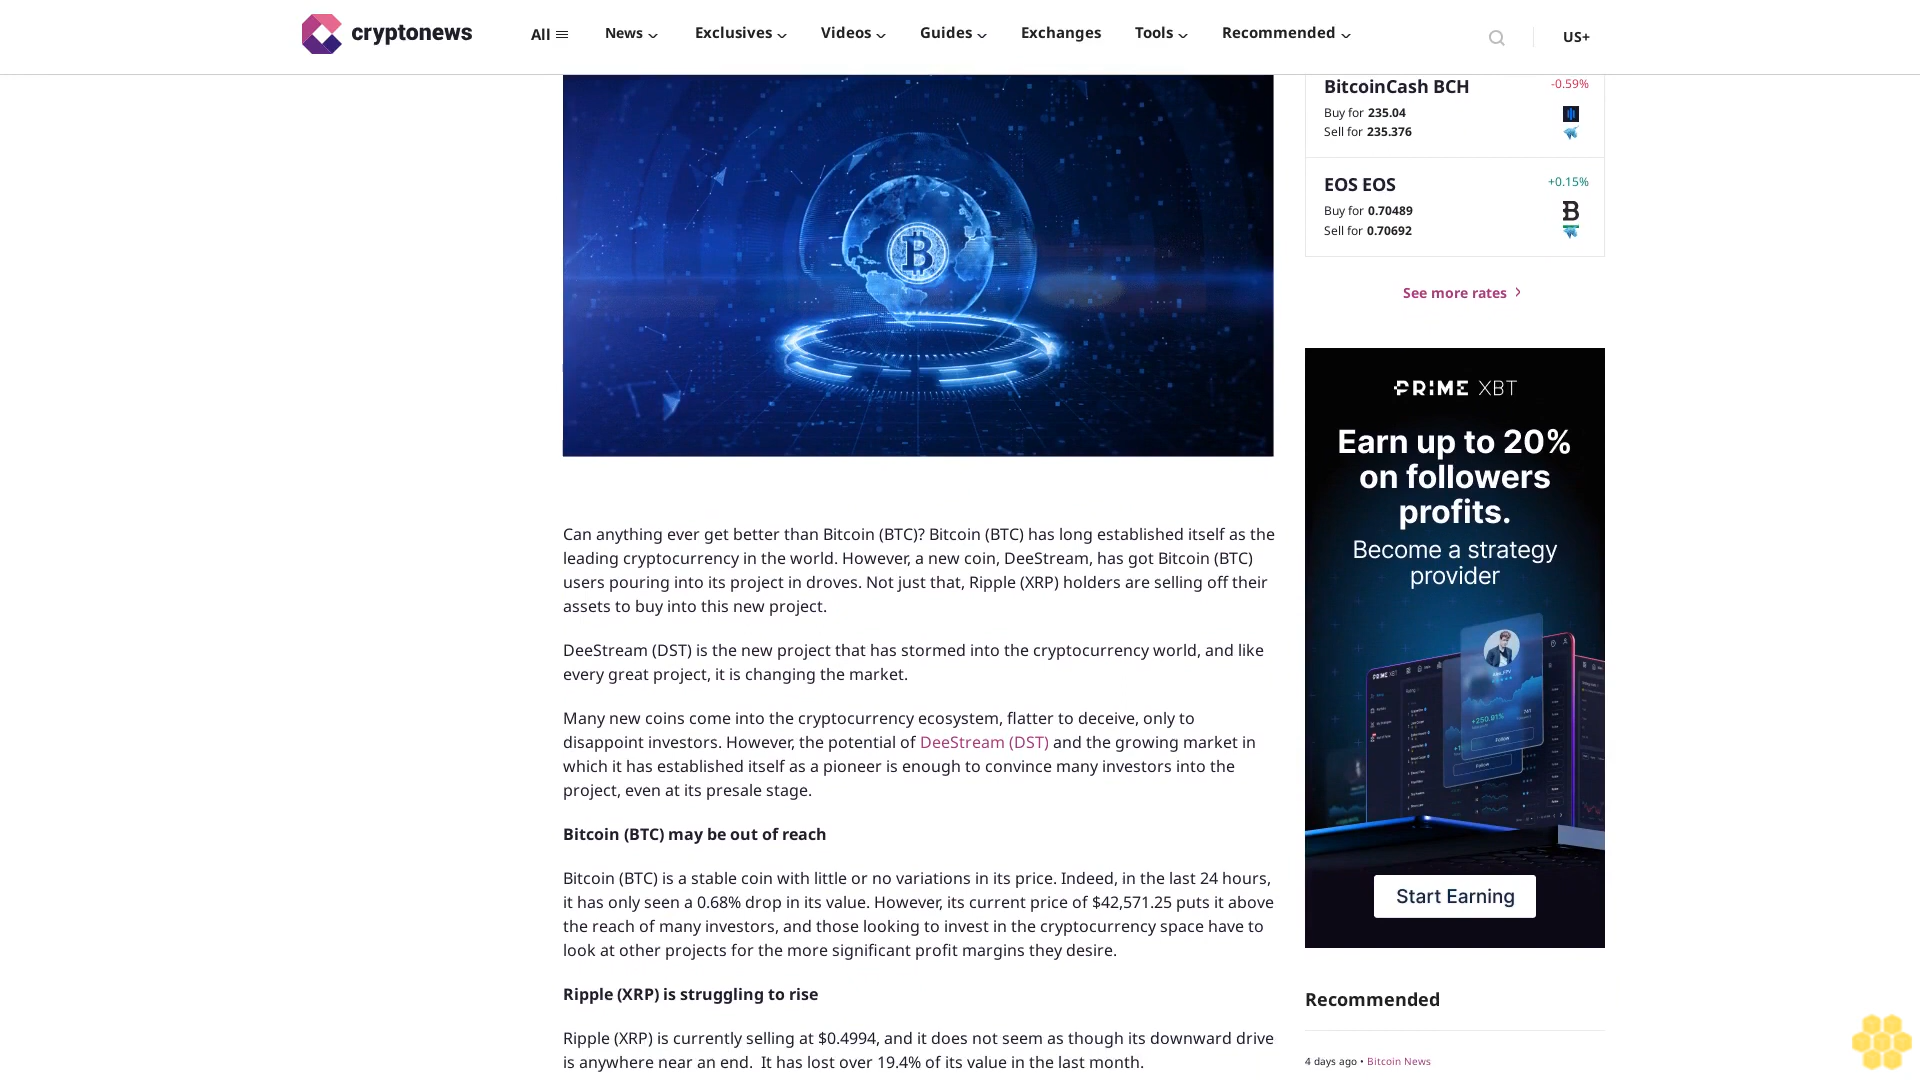 cryptonews
All
News
Exclusives
Videos
Guides
Exchanges
Tools
Recommended
US+
BitcoinCash BCH
-0.59%
Buy for 235.04
Sell for 235.376
EOS EOS
+0.15%
Buy for 0.70489
Sell for 0.70692
See more rates
PRIME XBT
Earn up to 20%
on followers
profits.
Become a strategy
provider
PRIME XBT
+250.91%
Follow
Follow
Start Earning
Can anything ever get better than Bitcoin (BTC)? Bitcoin (BTC) has long established itself as the
leading cryptocurrency in the world. However, a new coin, DeeStream, has got Bitcoin (BTC)
users pouring into its project in droves. Not just that, Ripple (XRP) holders are selling off their
assets to buy into this new project.
DeeStream (DST) is the new project that has stormed into the cryptocurrency world, and like
every great project, it is changing the market.
Many new coins come into the cryptocurrency ecosystem, flatter to deceive, only to
disappoint investors. However, the potential of DeeStream (DST) and the growing market in
which it has established itself as a pioneer is enough to convince many investors into the
project, even at its presale stage.
Bitcoin (BTC) may be out of reach
Bitcoin (BTC) is a stable coin with little or no variations in its price. Indeed, in the last 24 hours,
it has only seen a 0.68% drop in its value. However, its current price of $42,571.25 puts it above
the reach of many investors, and those looking to invest in the cryptocurrency space have to
look at other projects for the more significant profit margins they desire.
Ripple (XRP) is struggling to rise
Ripple (XRP) is currently selling at $0.4994, and it does not seem as though its downward drive
is anywhere near an end.  It has lost over 19.4% of its value in the last month.
Recommended
4 days ago • Bitcoin News